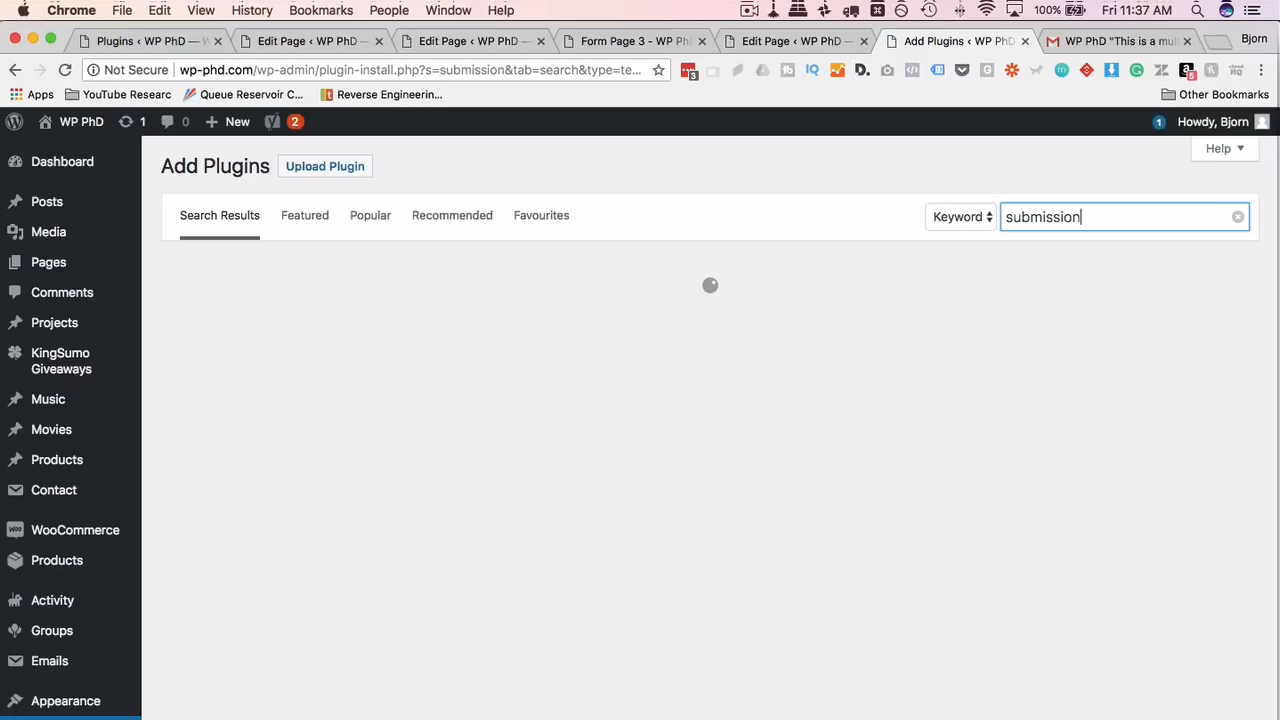 Chrome File Edit View History Bookmarks People Window Help 100% Fri 11:37 AM
Plugins ‹ WP PhD — W Edit Page ‹ WP PhD — Edit Page ‹ WP PhD — Form Page 3 - WP Ph Edit Page ‹ WP PhD — Add Plugins ‹ WP PhD WP PhD "This is a mul Bjorn
Not Secure wp-phd.com/wp-admin/plugin-install.php?s=submission&tab=search&type=te... 3 5
Apps YouTube Researc Queue Reservoir C... Reverse Engineerin... Other Bookmarks
WP PhD 1 0 New 2 1 Howdy, Bjorn
Help
Add Plugins Upload Plugin
Search Results Featured Popular Recommended Favourites Keyword submission
Dashboard
Posts
Media
Pages
Comments
Projects
KingSumo
Giveaways
Music
Movies
Products
Contact
WooCommerce
Products
Activity
Groups
Emails
Appearance